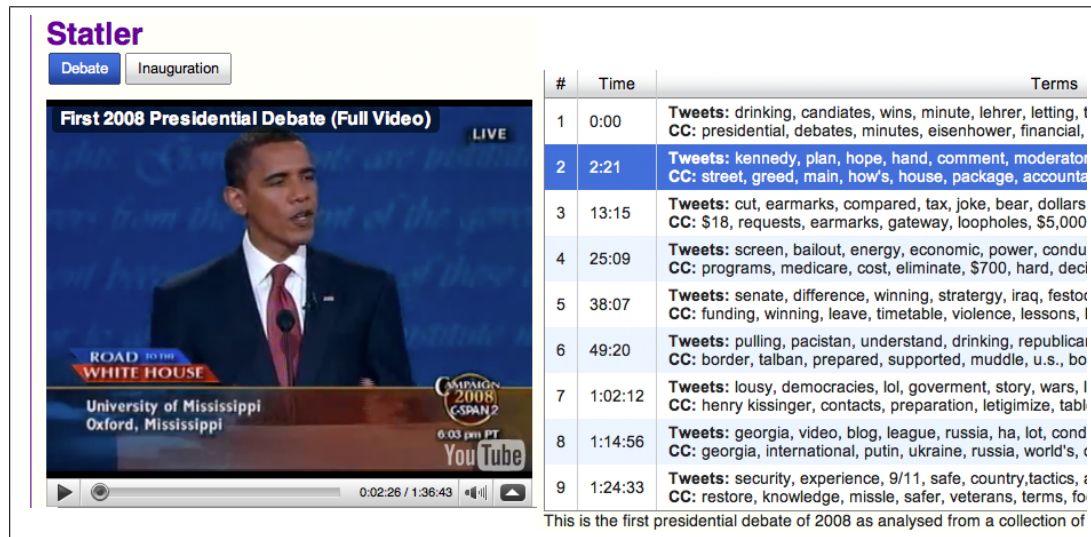 Statler
Debate Inauguration
First 2008 Presidential Debate (Full Video)
LIVE
ROAD TO THE
WHITE HOUSE
University of Mississippi
Oxford, Mississippi
CAMPAIGN
2008
C-SPAN2
6:03 pm PT
YouTube
0:02:26 / 1:36:43
# Time Terms
1 0:00 Tweets: drinking, candiates, wins, minute, lehrer, letting, t
CC: presidential, debates, minutes, eisenhower, financial,
2 2:21 Tweets: kennedy, plan, hope, hand, comment, moderator
CC: street, greed, main, how's, house, package, accounta
3 13:15 Tweets: cut, earmarks, compared, tax, joke, bear, dollars
CC: $18, requests, earmarks, gateway, loopholes, $5,000
4 25:09 Tweets: screen, bailout, energy, economic, power, condu
CC: programs, medicare, cost, eliminate, $700, hard, deci
5 38:07 Tweets: senate, difference, winning, stratergy, iraq, festoo
CC: funding, winning, leave, timetable, violence, lessons,
6 49:20 Tweets: pulling, pacistan, understand, drinking, republican
CC: border, talban, prepared, supported, muddle, u.s., bo
7 1:02:12 Tweets: lousy, democracies, lol, goverment, story, wars,
CC: henry kissinger, contacts, preparation, letigimize, tabl
8 1:14:56 Tweets: georgia, video, blog, league, russia, ha, lot, cond
CC: georgia, international, putin, ukraine, russia, world's,
9 1:24:33 Tweets: security, experience, 9/11, safe, country,tactics, a
CC: restore, knowledge, missle, safer, veterans, terms, fo
This is the first presidential debate of 2008 as analysed from a collection of